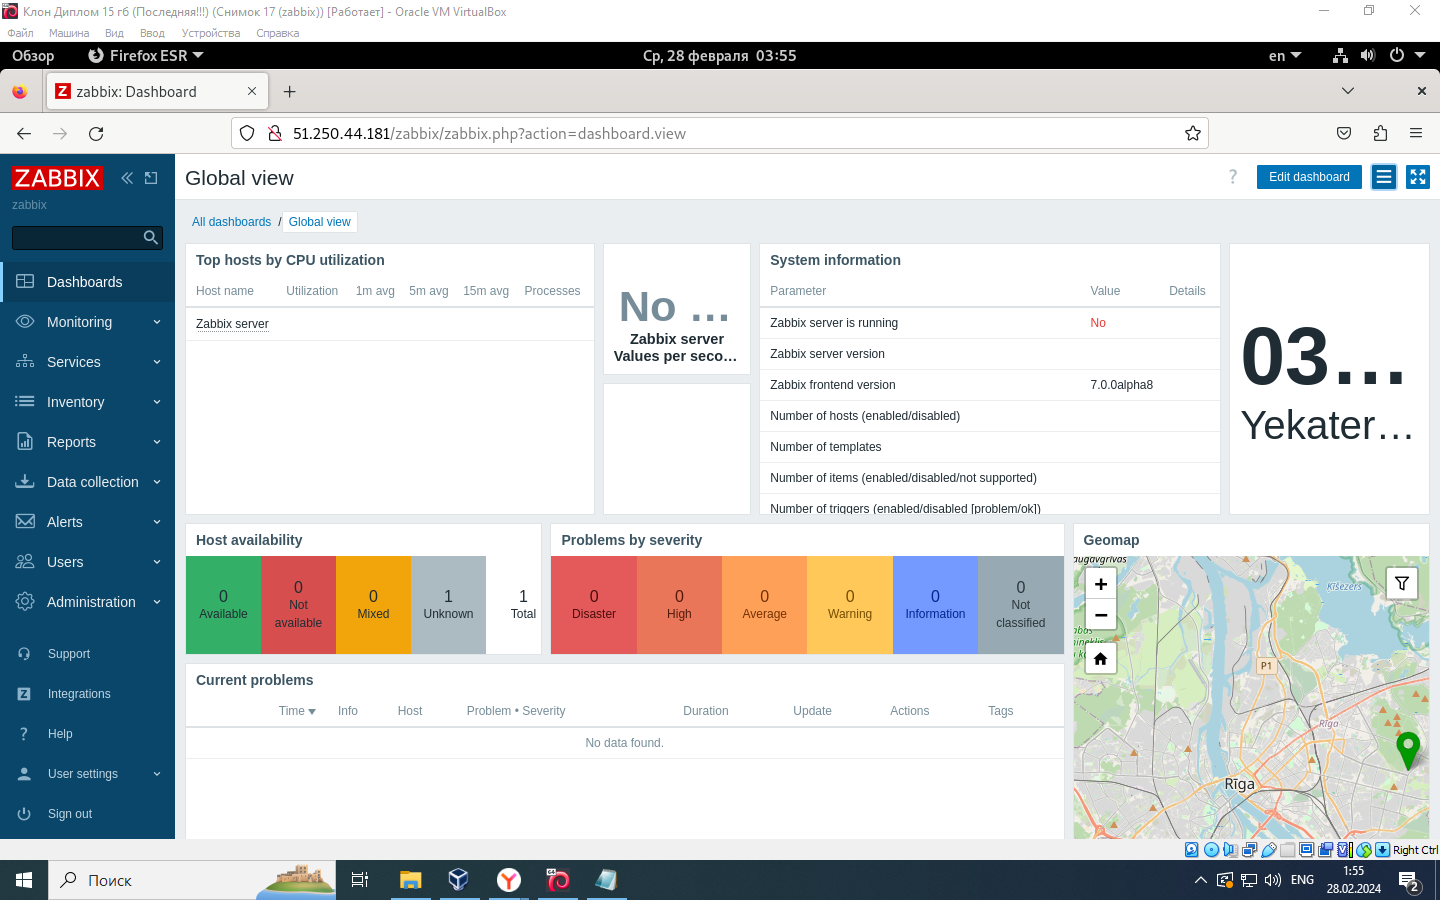 Клон Диплом 15 гб (Последняя!!!) (Снимок 17 (zabbix)) [Работает] - Oracle VM VirtualBox
Файл Машина Вид Ввод Устройства Справка
Обзор Firefox ESR Ср, 28 февраля 03:55 en
zabbix: Dashboard
51.250.44.181/zabbix/zabbix.php?action=dashboard.view
ZABBIX
zabbix
Dashboards
Monitoring
Services
Inventory
Reports
Data collection
Alerts
Users
Administration
Support
Integrations
Help
User settings
Sign out
Global view
? Edit dashboard
All dashboards / Global view
Top hosts by CPU utilization
Host name Utilization 1m avg 5m avg 15m avg Processes
Zabbix server
No …
Zabbix server
Values per seco…
System information
Parameter Value Details
Zabbix server is running No
Zabbix server version
Zabbix frontend version 7.0.0alpha8
Number of hosts (enabled/disabled)
Number of templates
Number of items (enabled/disabled/not supported)
Number of triggers (enabled/disabled [problem/ok])
03…
Yekater…
Host availability
0 Available
0 Not available
0 Mixed
1 Unknown
1 Total
Problems by severity
0 Disaster
0 High
0 Average
0 Warning
0 Information
0 Not classified
Current problems
Time Info Host Problem • Severity Duration Update Actions Tags
No data found.
Geomap
+
−
Ķīšezers
P1
Rīga
Rīga
Right Ctrl
Поиск
ENG
1:55
28.02.2024
2